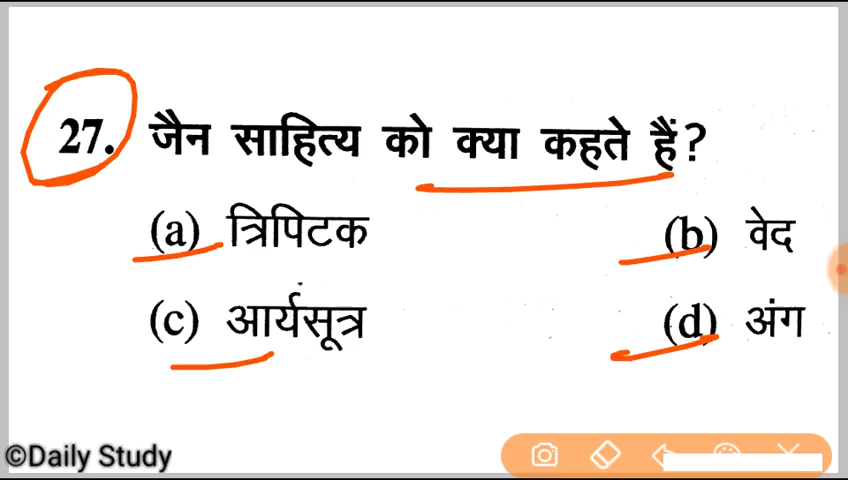 27. जैन साहित्य को क्या कहते हैं?
(a) त्रिपिटक (b) वेद
(c) आर्यसूत्र (d) अंग
©Daily Study